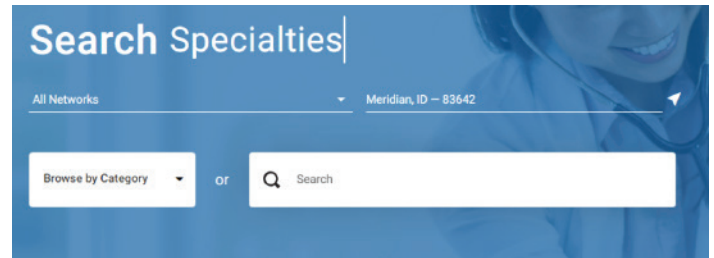 Search Specialties
All Networks Meridian, ID — 83642
Browse by Category or Search